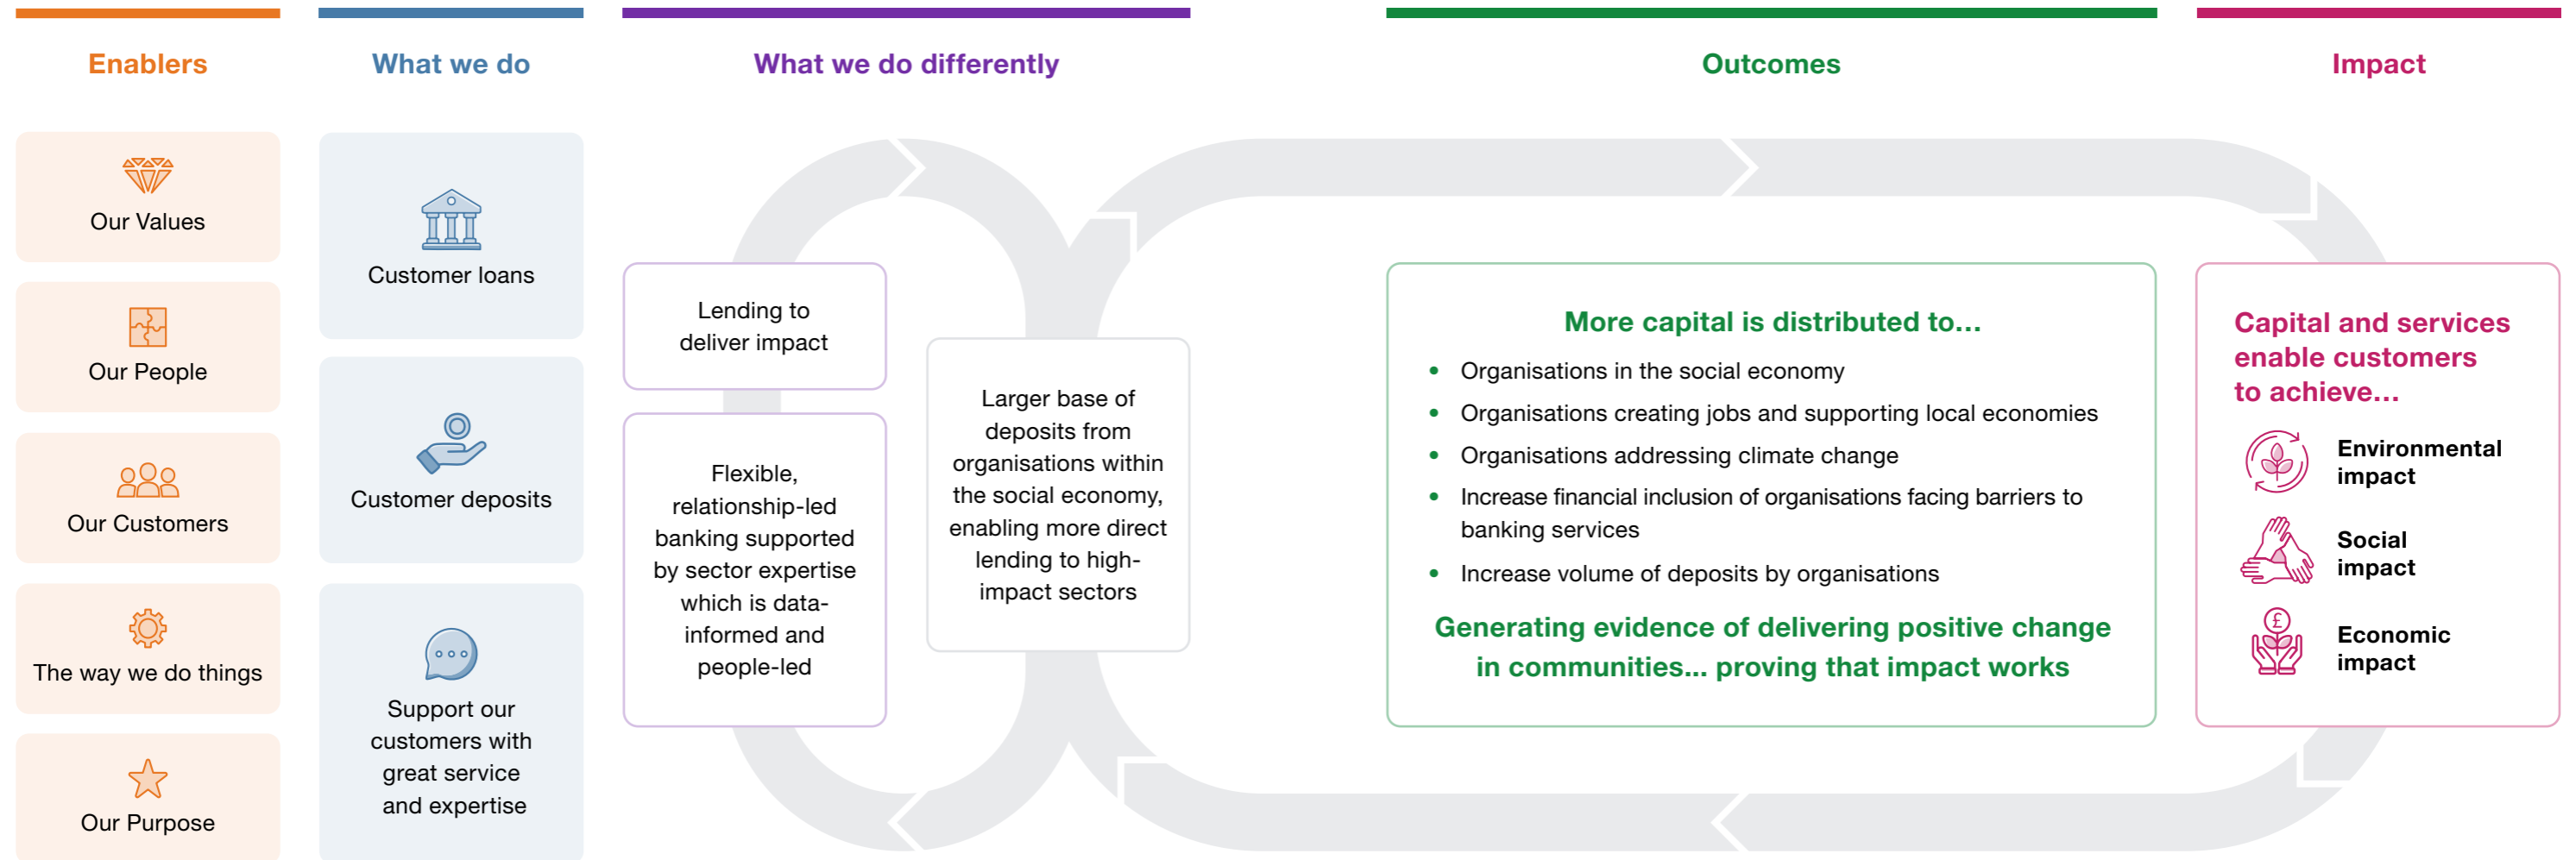 Enablers
Our Values
Our People
Our Customers
The way we do things
Our Purpose
What we do
Customer loans
Customer deposits
Support our
customers with
great service
and expertise
What we do differently
Lending to
deliver impact
Flexible,
relationship-led
banking supported
by sector expertise
which is data-
informed and
people-led
Larger base of
deposits from
organisations within
the social economy,
enabling more direct
lending to high-
impact sectors
Outcomes
More capital is distributed to...
• Organisations in the social economy
• Organisations creating jobs and supporting local economies
• Organisations addressing climate change
• Increase financial inclusion of organisations facing barriers to
banking services
• Increase volume of deposits by organisations
Generating evidence of delivering positive change
in communities... proving that impact works
Impact
Capital and services
enable customers
to achieve...
Environmental
impact
Social
impact
£
Economic
impact